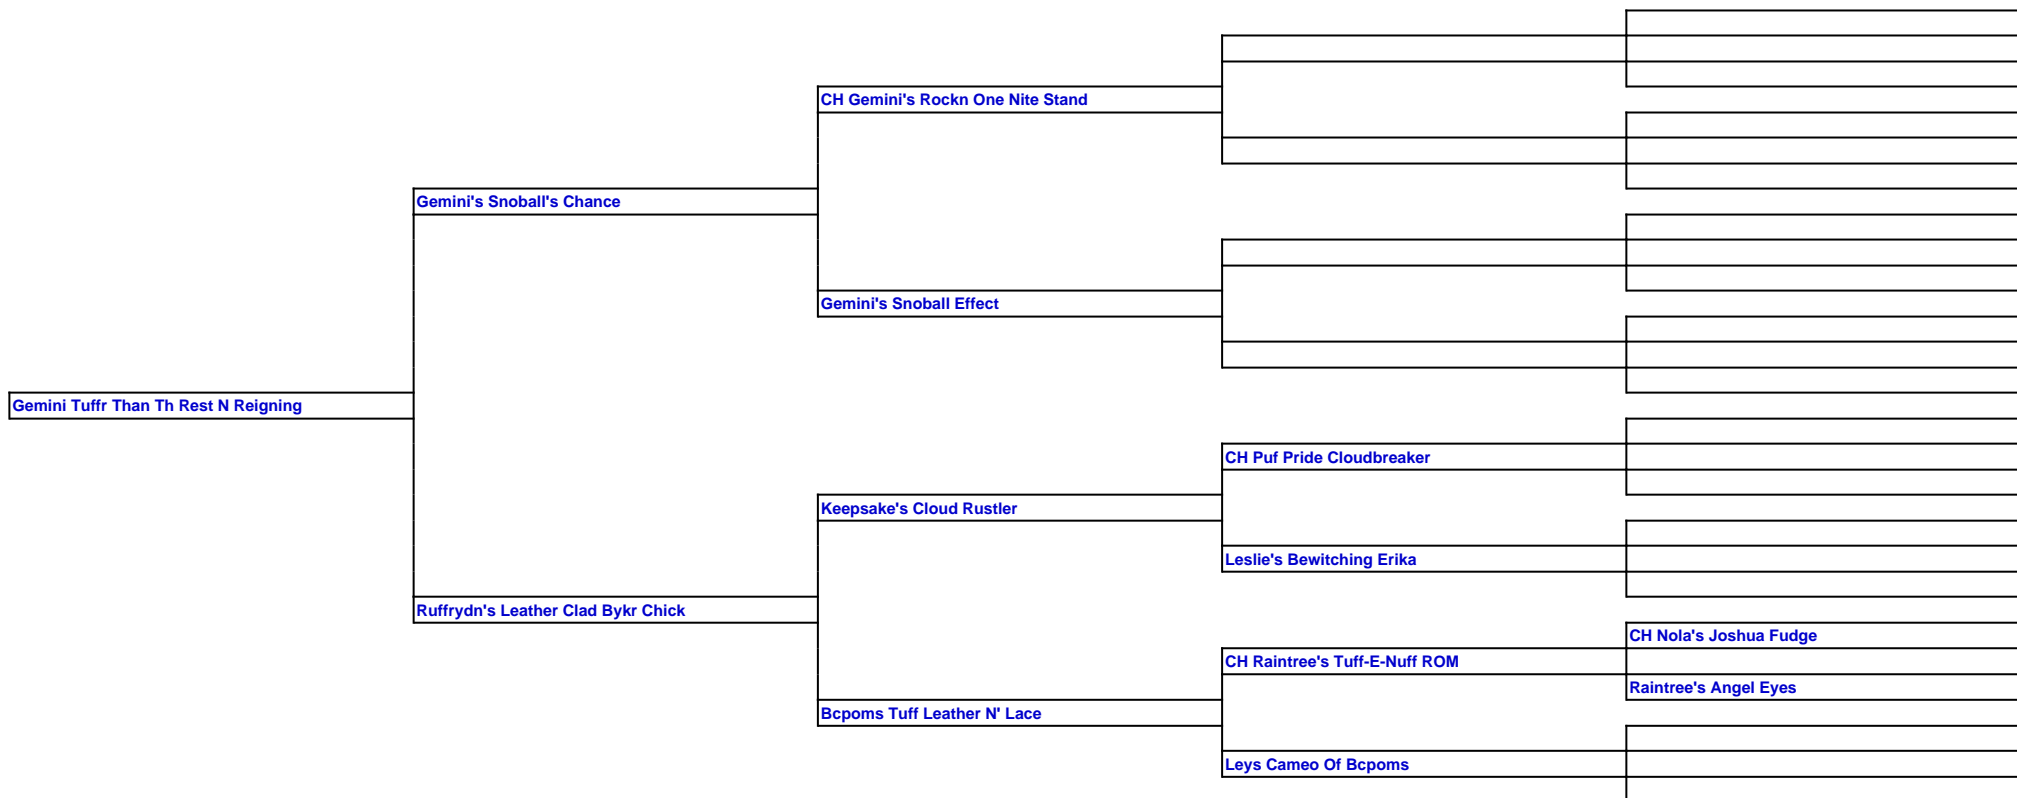 CH Gemini's Rockn One Nite Stand
Gemini's Snoball's Chance
Gemini's Snoball Effect
Gemini Tuffr Than Th Rest N Reigning
CH Puf Pride Cloudbreaker
Keepsake's Cloud Rustler
Leslie's Bewitching Erika
Ruffrydn's Leather Clad Bykr Chick
CH Nola's Joshua Fudge
CH Raintree's Tuff-E-Nuff ROM
Raintree's Angel Eyes
Bcpoms Tuff Leather N' Lace
Leys Cameo Of Bcpoms